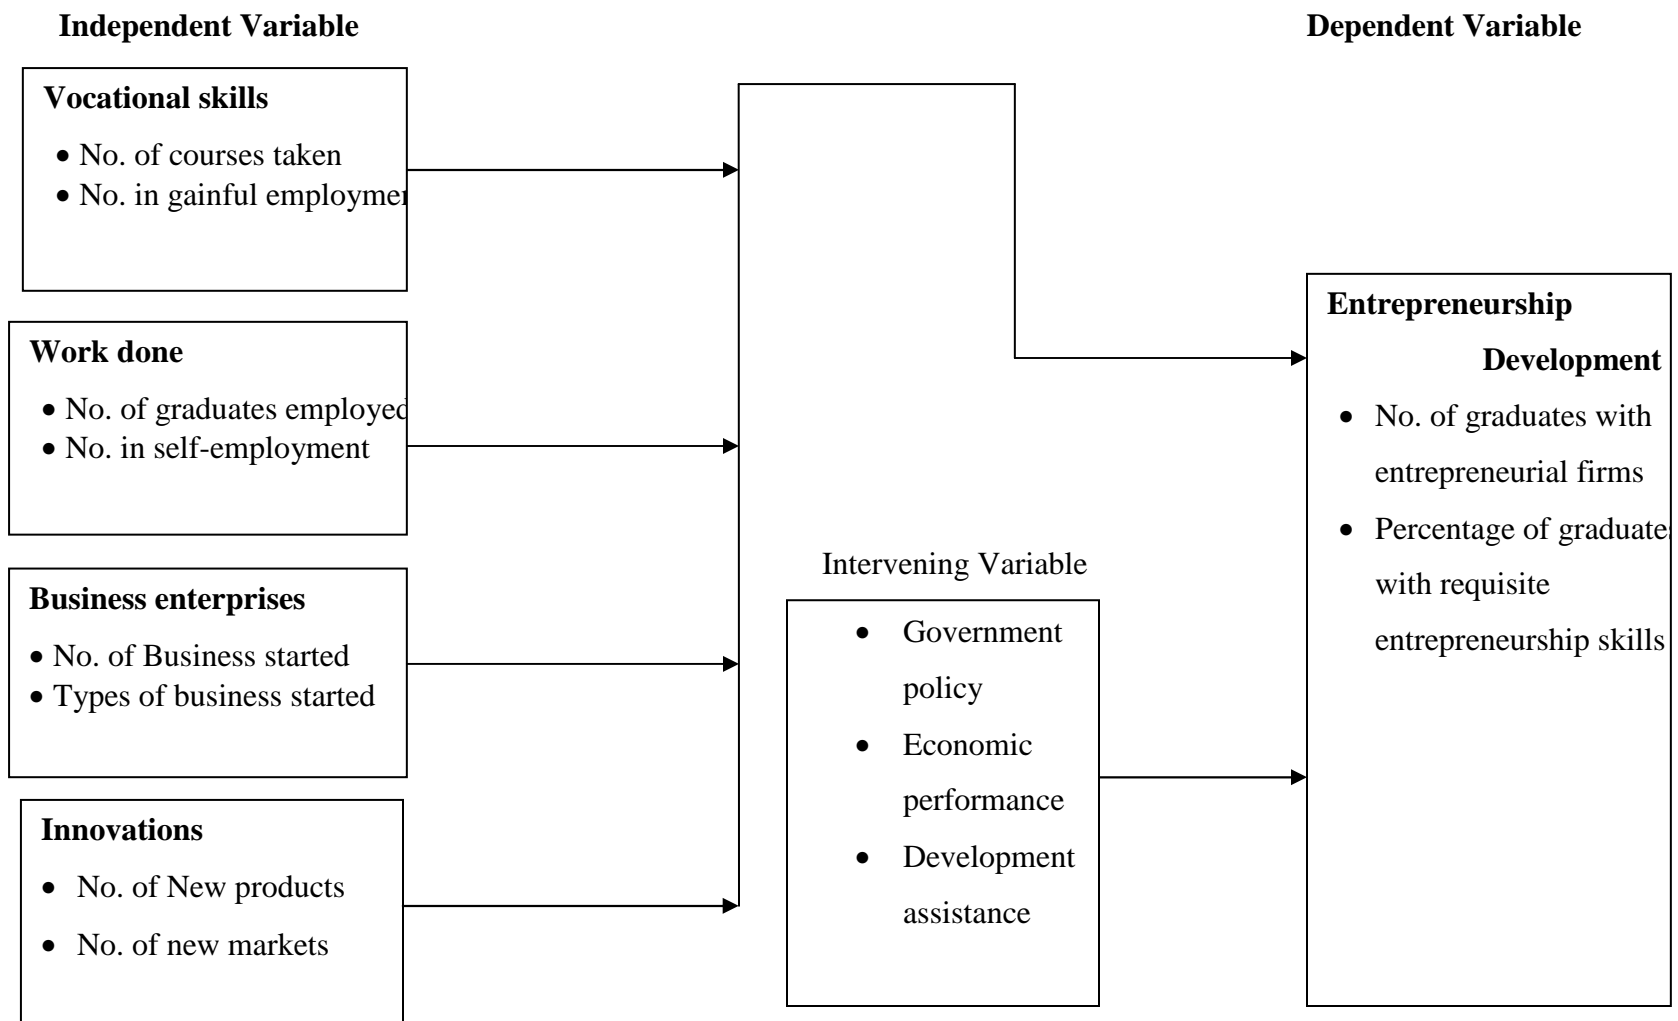 Independent Variable
Dependent Variable
Vocational skills
• No. of courses taken
• No. in gainful employmen
Work done
• No. of graduates employed
• No. in self-employment
Business enterprises
• No. of Business started
• Types of business started
Innovations
• No. of New products
• No. of new markets
Intervening Variable
• Government
policy
• Economic
performance
• Development
assistance
Entrepreneurship
Development
• No. of graduates with
entrepreneurial firms
• Percentage of graduates
with requisite
entrepreneurship skills